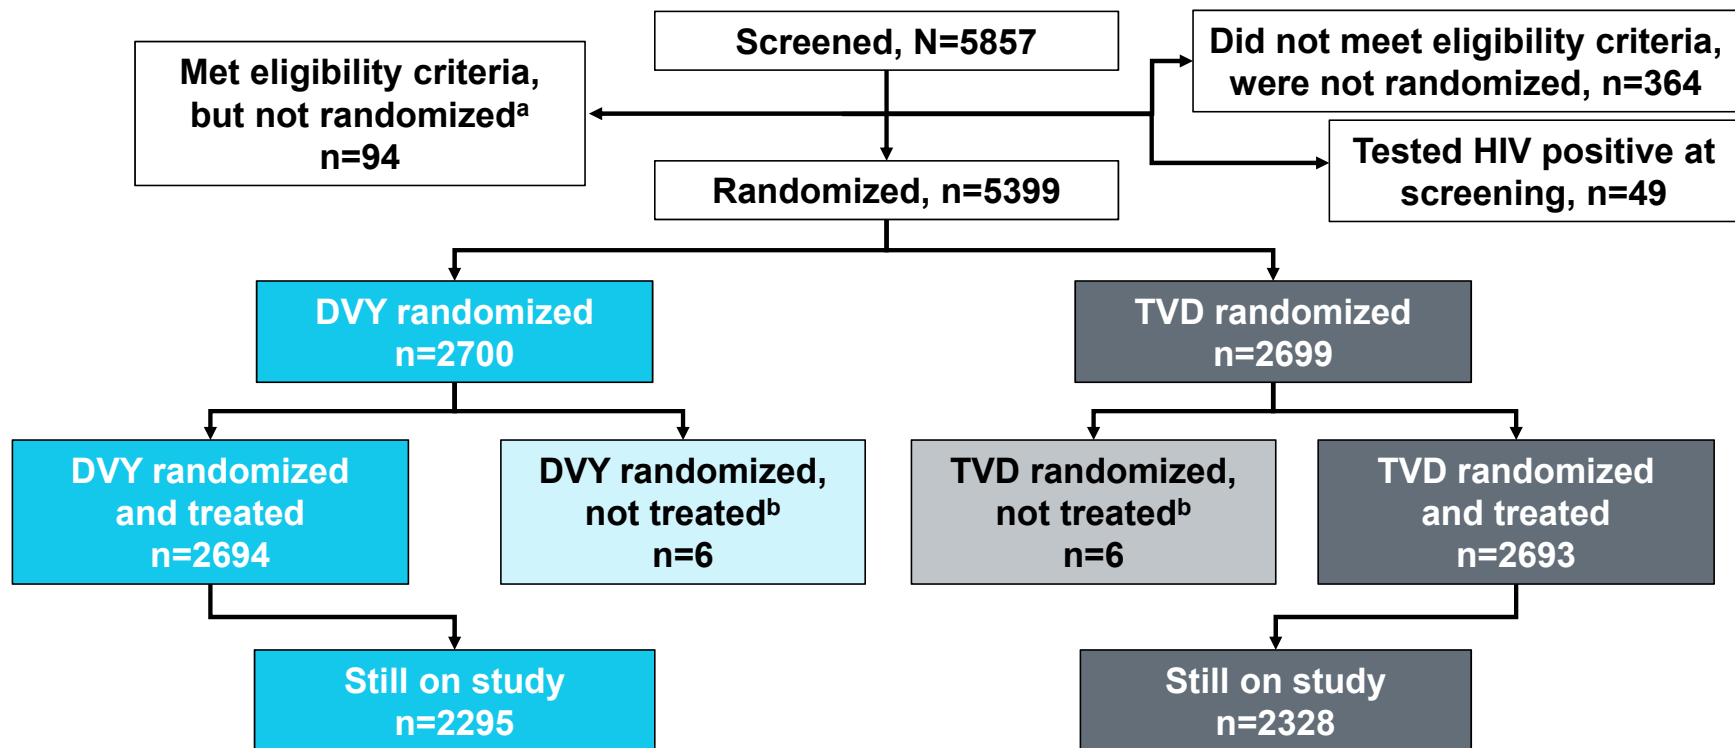 Screened, N=5857
Met eligibility criteria,
but not randomizedᵃ
n=94
Did not meet eligibility criteria,
were not randomized, n=364
Tested HIV positive at
screening, n=49
Randomized, n=5399
DVY randomized
n=2700
TVD randomized
n=2699
DVY randomized
and treated
n=2694
DVY randomized,
not treatedᵇ
n=6
TVD randomized,
not treatedᵇ
n=6
TVD randomized
and treated
n=2693
Still on study
n=2295
Still on study
n=2328